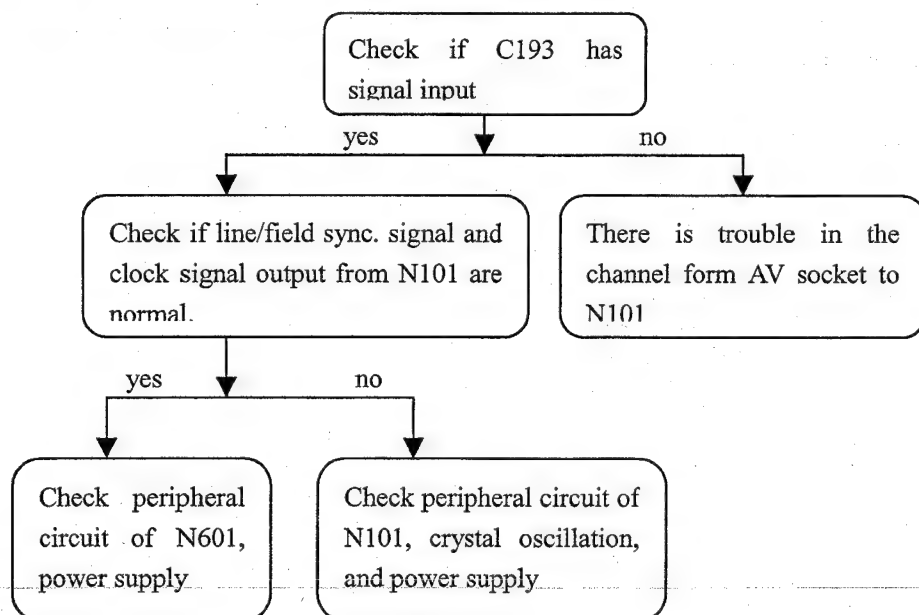 Check if C193 has
signal input
yes
no
Check if line/field sync. signal and
clock signal output from N101 are
normal.
There is trouble in the
channel form AV socket to
N101
yes
no
Check peripheral
circuit of N601,
power supply
Check peripheral circuit of
N101, crystal oscillation,
and power supply